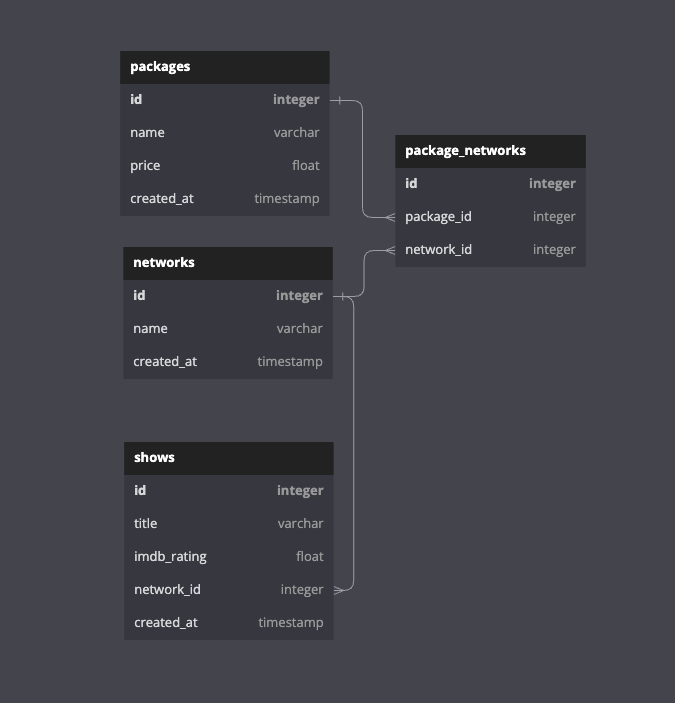 packages
id integer
name varchar
price float
created_at timestamp
package_networks
id integer
package_id integer
network_id integer
networks
id integer
name varchar
created_at timestamp
shows
id integer
title varchar
imdb_rating float
network_id integer
created_at timestamp